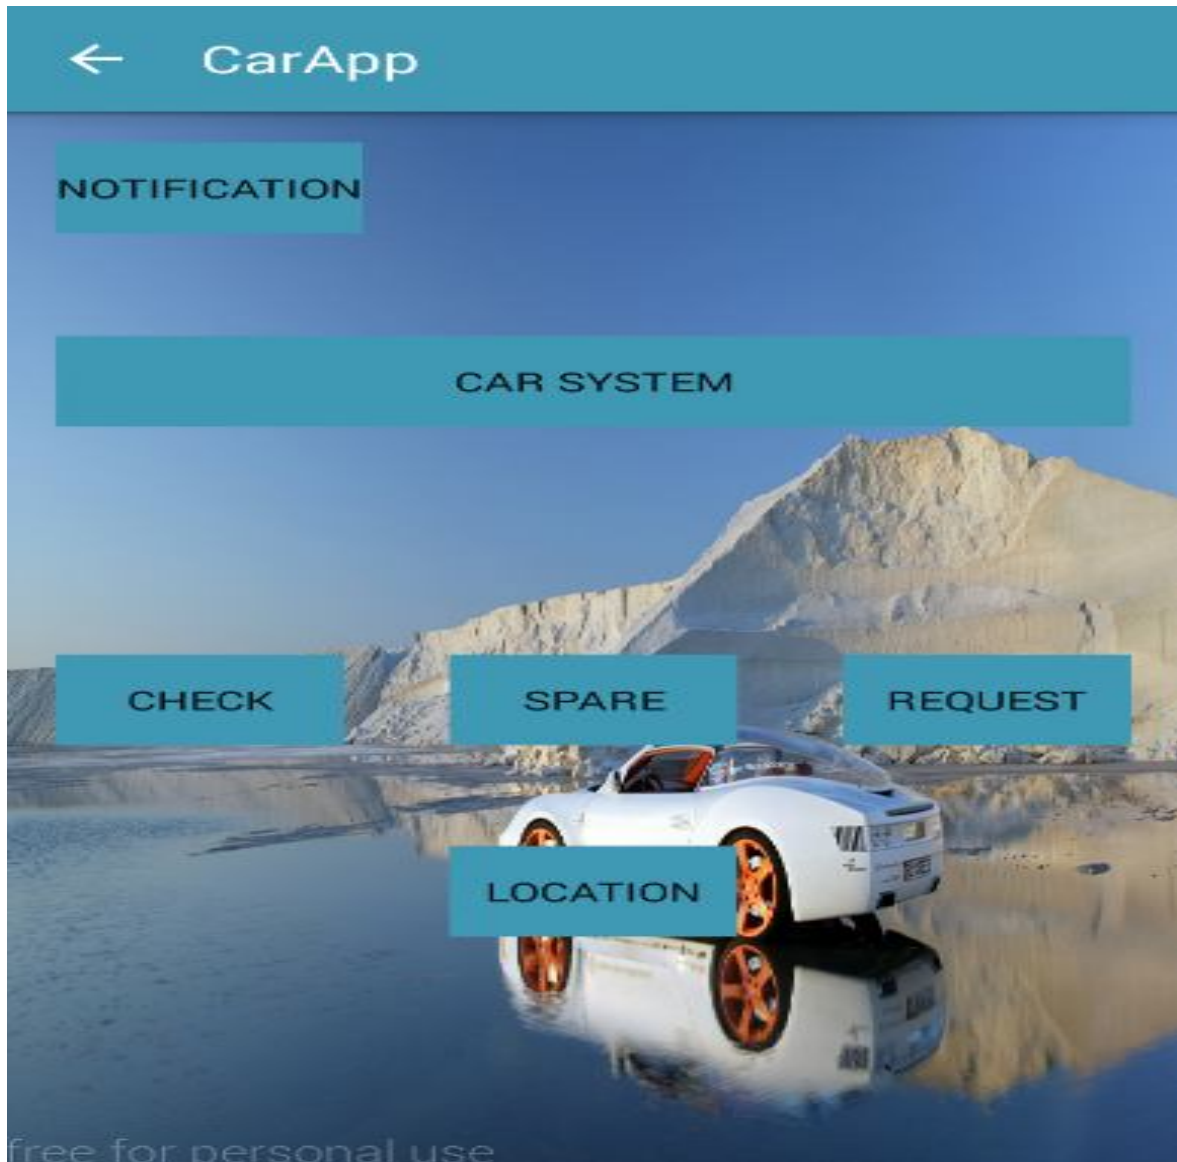 CarApp
NOTIFICATION
CAR SYSTEM
CHECK SPARE REQUEST
LOCATION
free for personal use